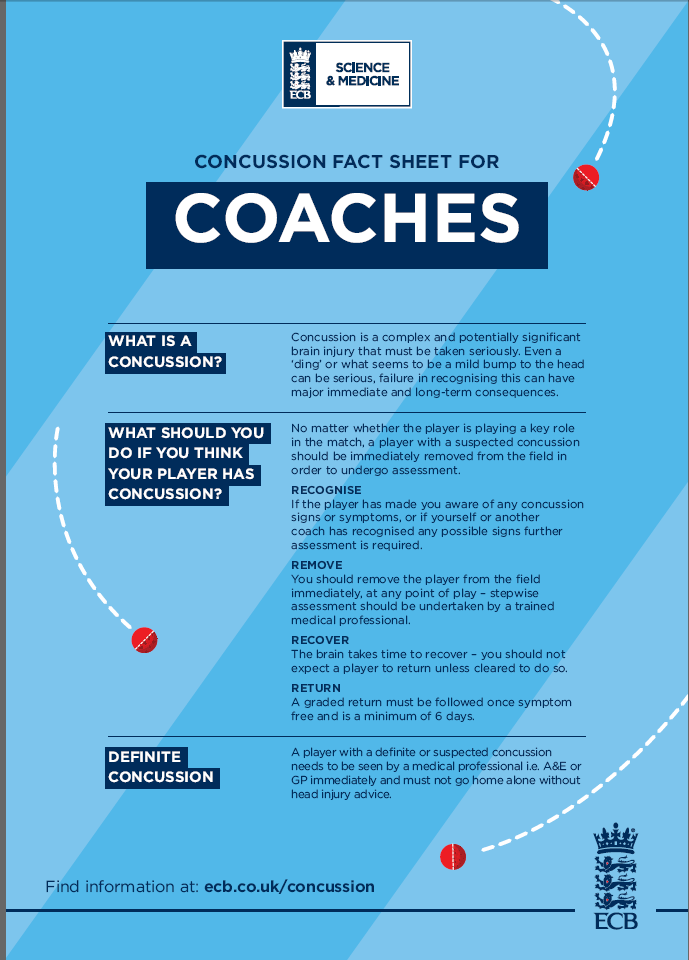 SCIENCE
& MEDICINE
ECB
CONCUSSION FACT SHEET FOR
COACHES
WHAT IS A
CONCUSSION?
Concussion is a complex and potentially significant
brain injury that must be taken seriously. Even a
‘ding’ or what seems to be a mild bump to the head
can be serious, failure in recognising this can have
major immediate and long-term consequences.
WHAT SHOULD YOU
DO IF YOU THINK
YOUR PLAYER HAS
CONCUSSION?
No matter whether the player is playing a key role
in the match, a player with a suspected concussion
should be immediately removed from the field in
order to undergo assessment.
RECOGNISE
If the player has made you aware of any concussion
signs or symptoms, or if yourself or another
coach has recognised any possible signs further
assessment is required.
REMOVE
You should remove the player from the field
immediately, at any point of play – stepwise
assessment should be undertaken by a trained
medical professional.
RECOVER
The brain takes time to recover – you should not
expect a player to return unless cleared to do so.
RETURN
A graded return must be followed once symptom
free and is a minimum of 6 days.
DEFINITE
CONCUSSION
A player with a definite or suspected concussion
needs to be seen by a medical professional i.e. A&E or
GP immediately and must not go home alone without
head injury advice.
Find information at: ecb.co.uk/concussion
ECB